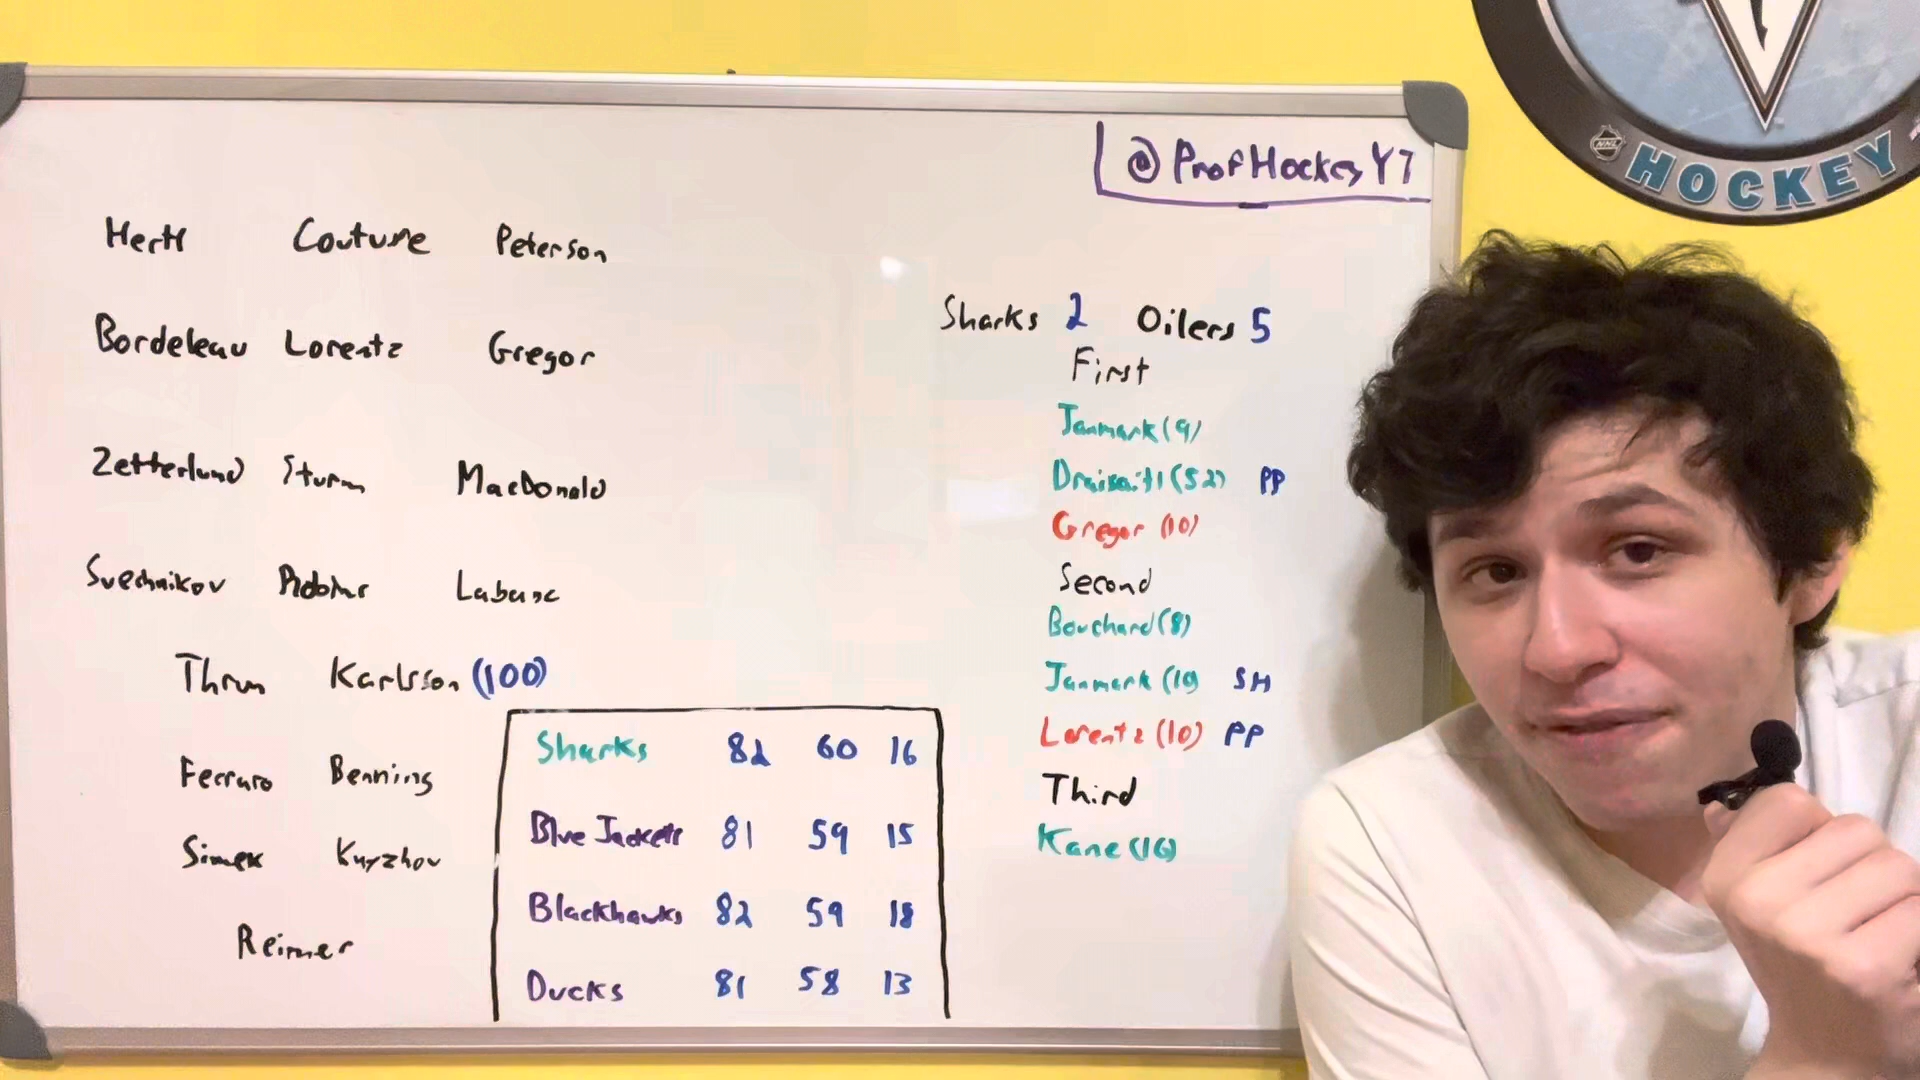 @ProfHockeyYT
NHL
HOCKEY
Hertl Couture Peterson
Bordeleau Lorentz Gregor
Zetterlund Sturm MacDonald
Svechnikov Labanc
Thrun Karlsson (100)
Ferraro Benning
Simek Knyzhov
Reimer
Sharks 82 60 16
Blue Jackets 81 59 15
Blackhawks 82 59 18
Ducks 81 58 13
Sharks 2 Oilers 5
First
Janmark (9)
Draisaitl (52) PP
Gregor (10)
Second
Bouchard (8)
Janmark (10) SH
Lorentz (10) PP
Third
Kane (16)